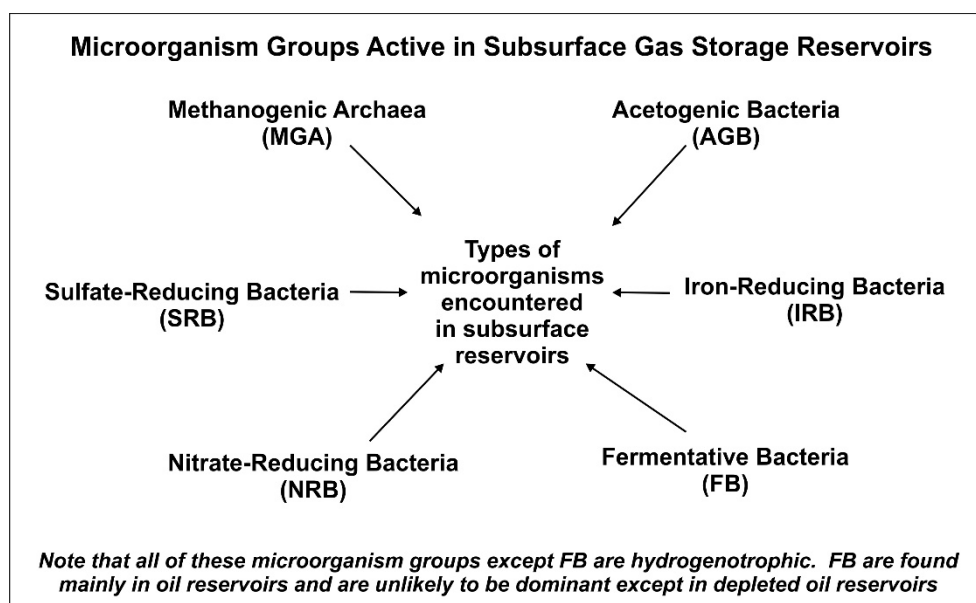 Microorganism Groups Active in Subsurface Gas Storage Reservoirs
Methanogenic Archaea
(MGA)
Acetogenic Bacteria
(AGB)
Types of
microorganisms
encountered
in subsurface
reservoirs
Sulfate-Reducing Bacteria
(SRB)
Iron-Reducing Bacteria
(IRB)
Nitrate-Reducing Bacteria
(NRB)
Fermentative Bacteria
(FB)
Note that all of these microorganism groups except FB are hydrogenotrophic. FB are found
mainly in oil reservoirs and are unlikely to be dominant except in depleted oil reservoirs